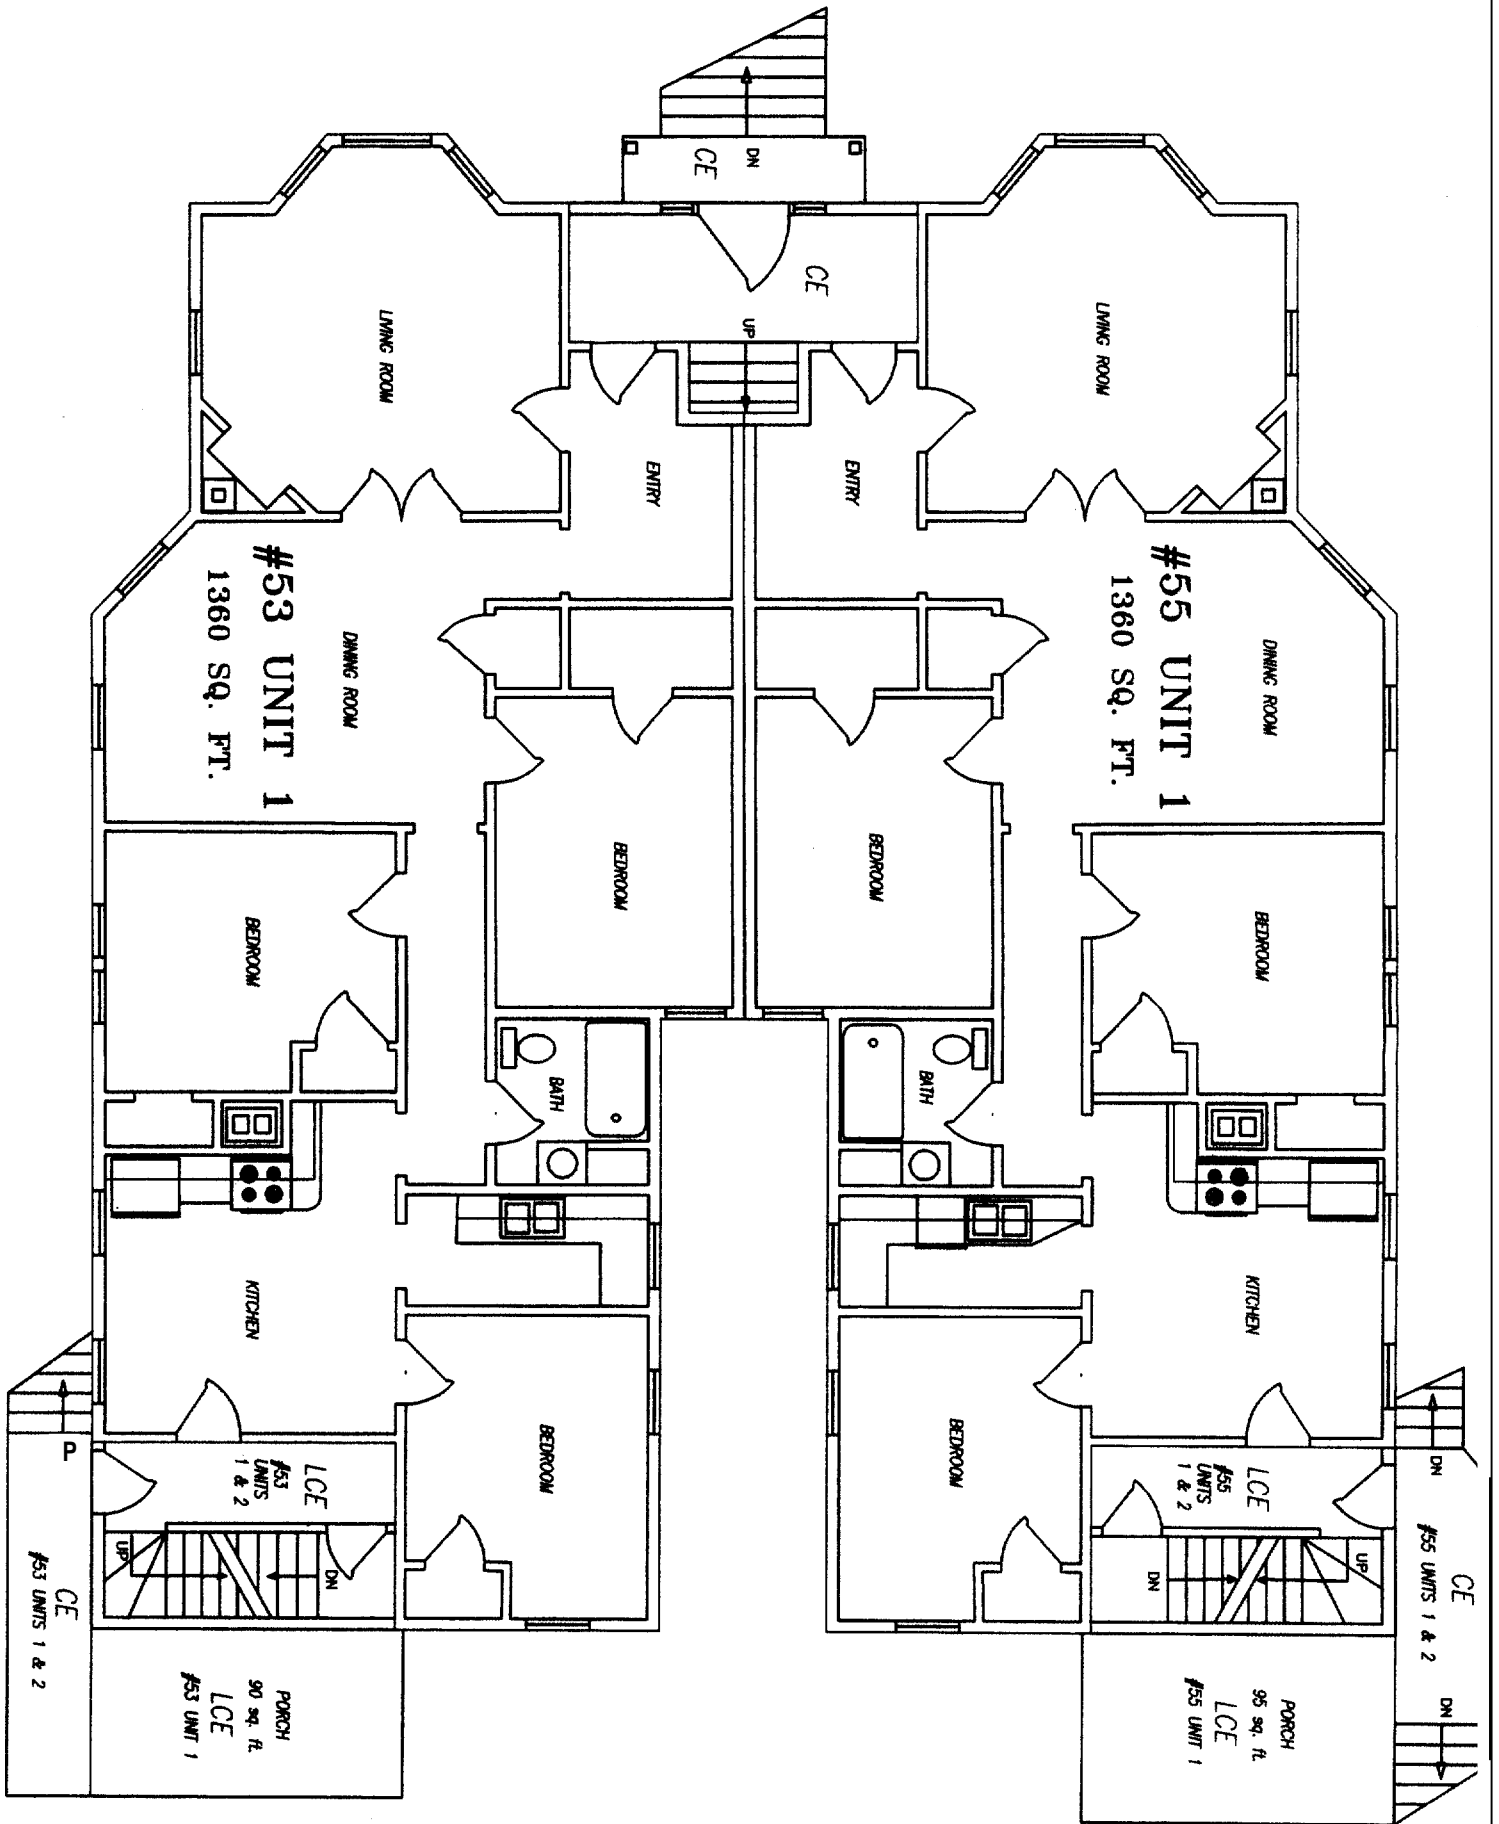 DN
CE
CE
UP
LIVING ROOM
LIVING ROOM
ENTRY
ENTRY
#53 UNIT 1
1360 SQ. FT.
#55 UNIT 1
1360 SQ. FT.
DINING ROOM
DINING ROOM
BEDROOM
BEDROOM
BEDROOM
BEDROOM
BATH
BATH
KITCHEN
KITCHEN
BEDROOM
BEDROOM
P
LCE
#53
UNITS
1 & 2
UP
DN
LCE
#55
UNITS
1 & 2
DN
UP
DN
CE
#53 UNITS 1 & 2
CE
#55 UNITS 1 & 2
DN
PORCH
90 sq. ft.
LCE
#53 UNIT 1
PORCH
95 sq. ft.
LCE
#55 UNIT 1